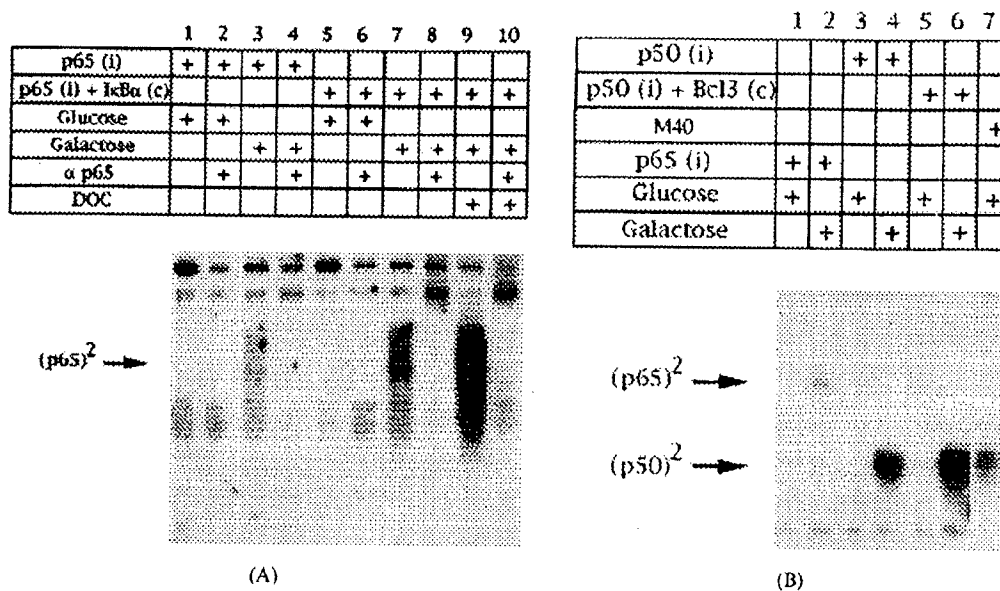 1 2 3 4 5 6 7 8 9 10
p65 (i) + + + +
p65 (i) + IκBα (c) + + + + + +
Glucose + + + +
Galactose + + + + + +
α p65 + + + + +
DOC + +
(p65)2
(A)
1 2 3 4 5 6 7
p50 (i) + +
p50 (i) + Bcl3 (c) + +
M40 +
p65 (i) + +
Glucose + + + +
Galactose + + +
(p65)2
(p50)2
(B)